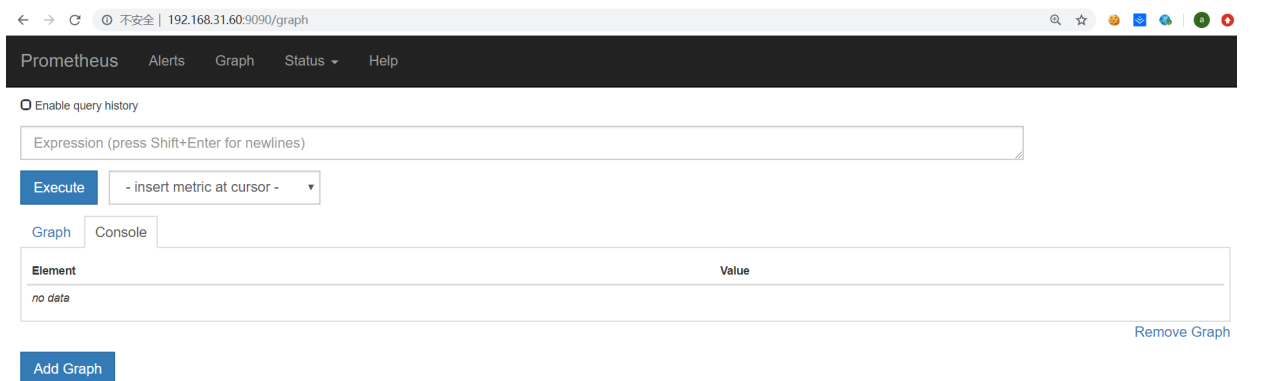 不安全 | 192.168.31.60:9090/graph
a
Prometheus Alerts Graph Status Help
Enable query history
Expression (press Shift+Enter for newlines)
Execute - insert metric at cursor -
Graph Console
Element Value
no data
Remove Graph
Add Graph